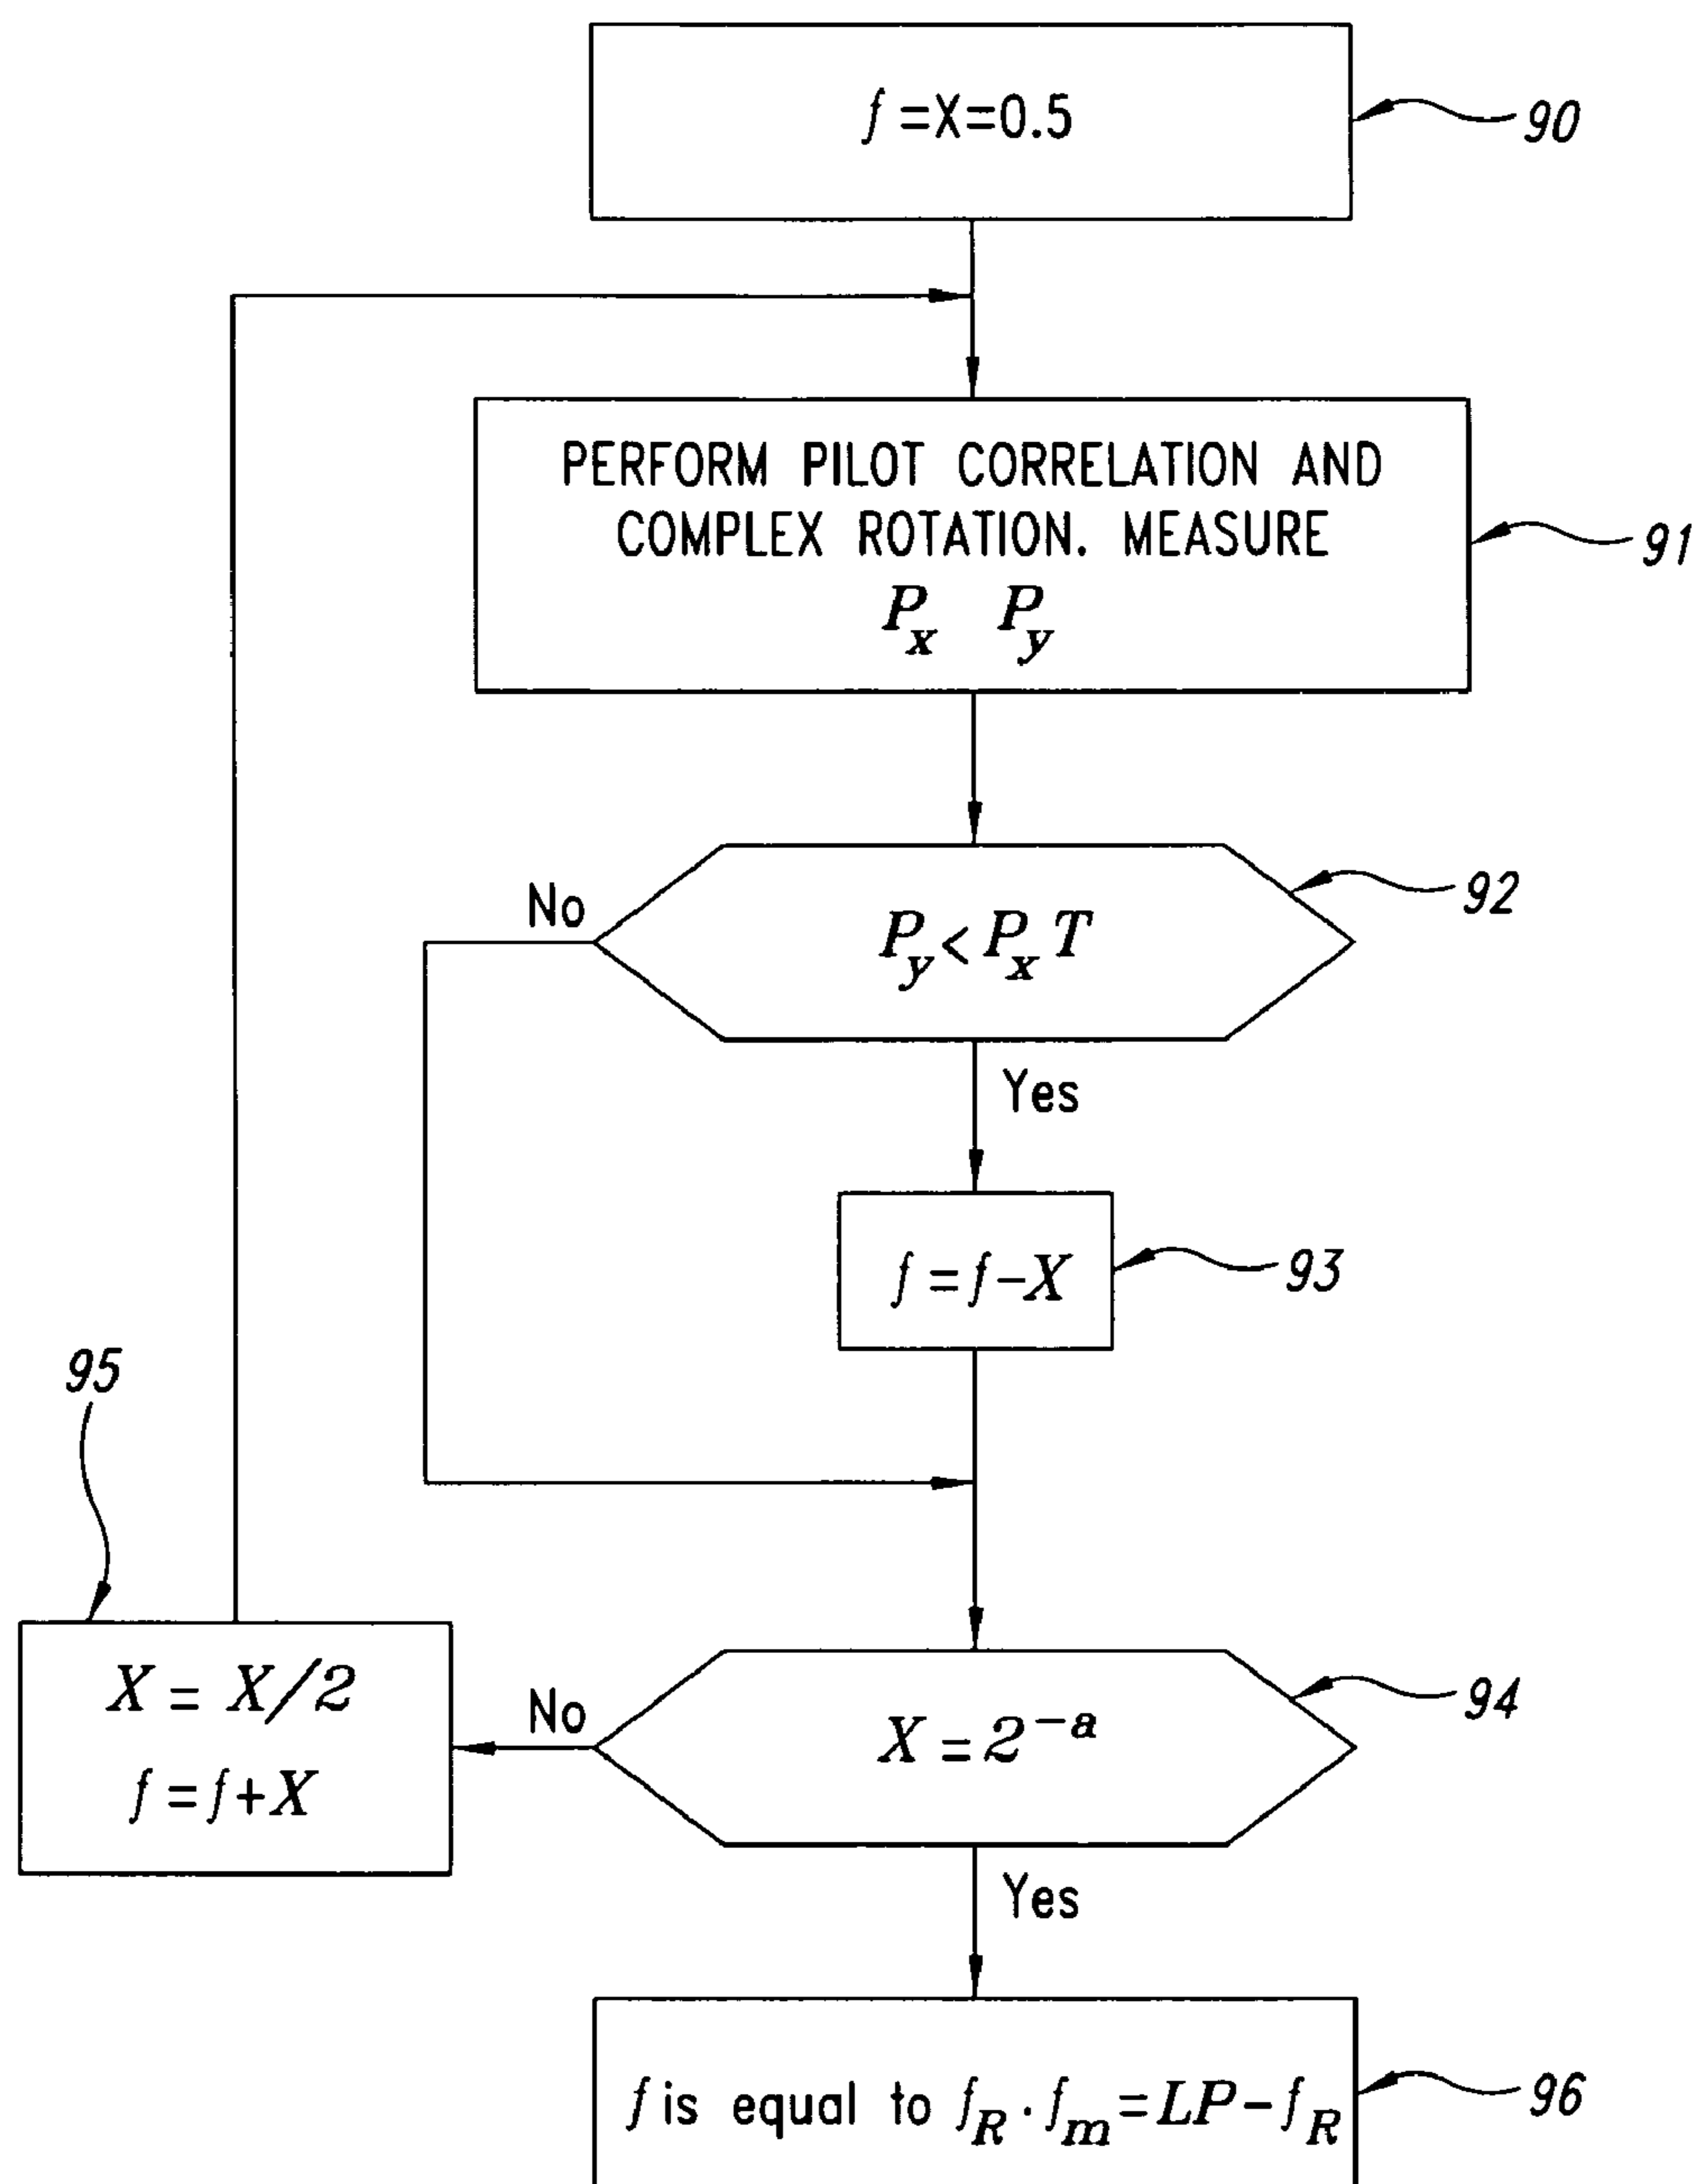 f=X=0.5
90
PERFORM PILOT CORRELATION AND
COMPLEX ROTATION. MEASURE
Px Py
91
92
No
Py<PxT
Yes
f=f-X
93
95
X = X/2
f=f+X
No
X=2^-a
94
Yes
f is equal to fR.fm=LP-fR
96